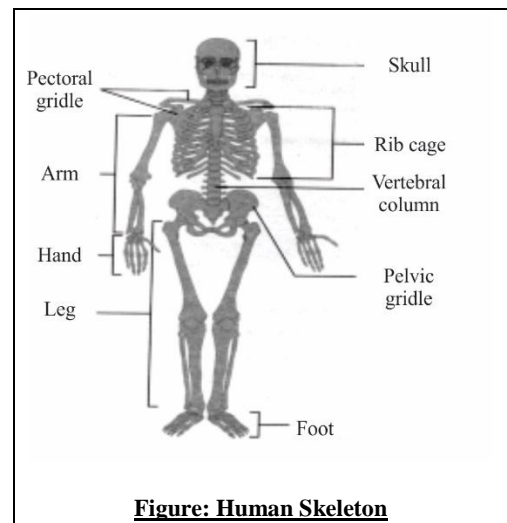 Skull
Pectoral
gridle
Rib cage
Arm
Vertebral
column
Hand
Pelvic
gridle
Leg
Foot
Figure: Human Skeleton